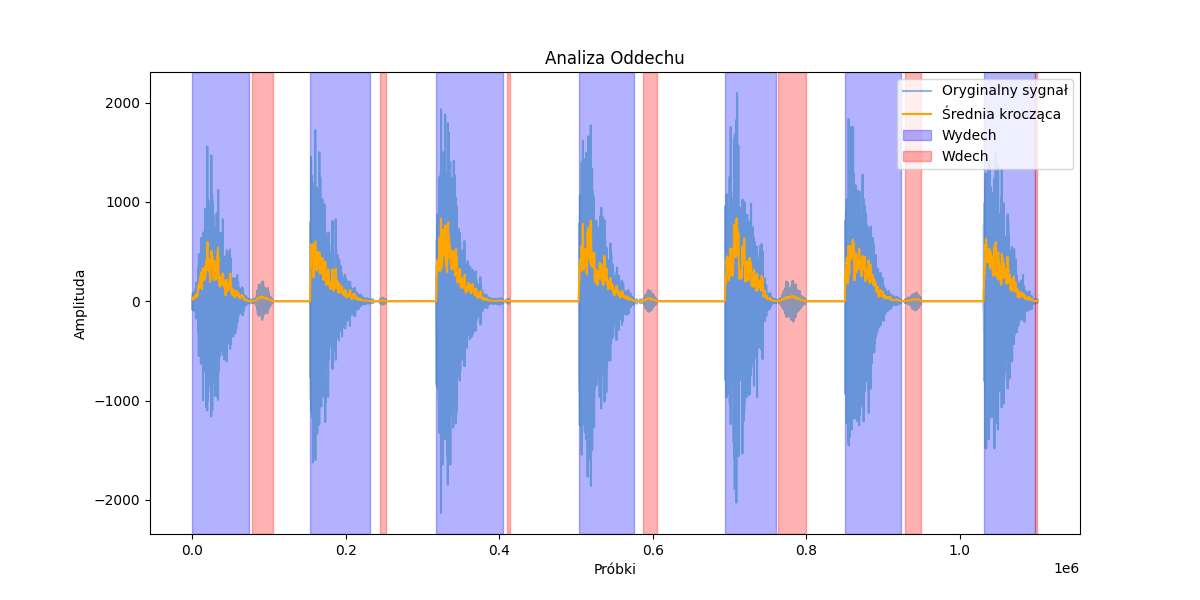 Analiza Oddechu
Oryginalny sygnał
Średnia krocząca
Wydech
Wdech
Amplituda
2000
1000
0
−1000
−2000
0.0 0.2 0.4 0.6 0.8 1.0
1e6
Próbki